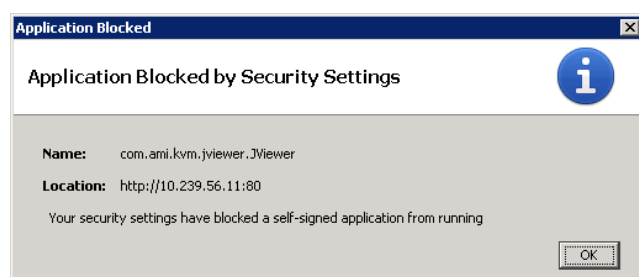 Application Blocked
Application Blocked by Security Settings
Name: com.ami.kvm.jviewer.JViewer
Location: http://10.239.56.11:80
Your security settings have blocked a self-signed application from running
OK